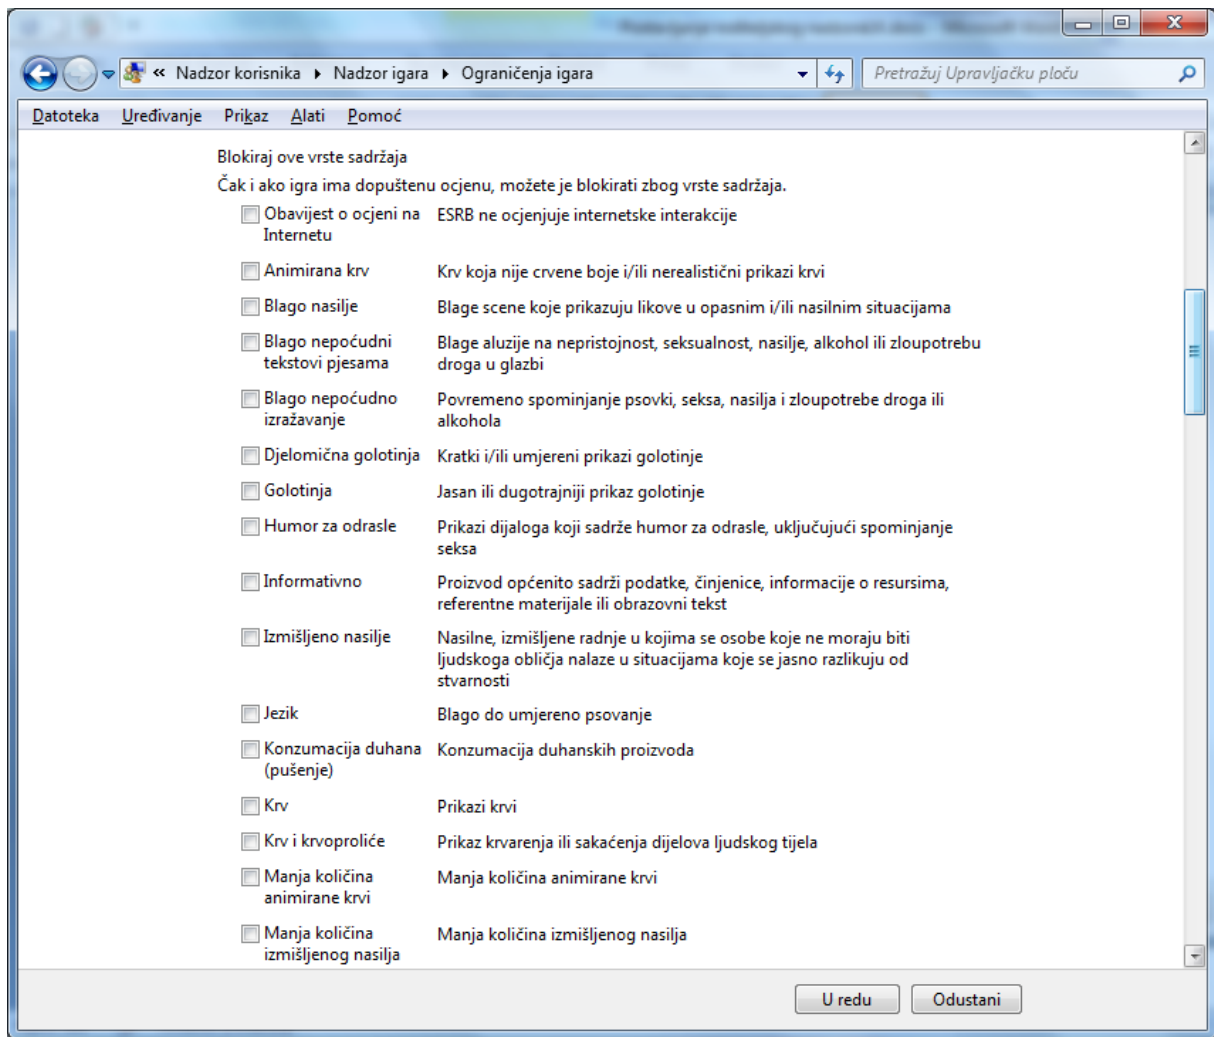 « Nadzor korisnika ▸ Nadzor igara ▸ Ograničenja igara
Pretražuj Upravljačku ploču
Datoteka Uređivanje Prikaz Alati Pomoć
Blokiraj ove vrste sadržaja
Čak i ako igra ima dopuštenu ocjenu, možete je blokirati zbog vrste sadržaja.
Obavijest o ocjeni na
Internetu
ESRB ne ocjenjuje internetske interakcije
Animirana krv
Krv koja nije crvene boje i/ili nerealistični prikazi krvi
Blago nasilje
Blage scene koje prikazuju likove u opasnim i/ili nasilnim situacijama
Blago nepoćudni
tekstovi pjesama
Blage aluzije na nepristojnost, seksualnost, nasilje, alkohol ili zloupotrebu
droga u glazbi
Blago nepoćudno
izražavanje
Povremeno spominjanje psovki, seksa, nasilja i zloupotrebe droga ili
alkohola
Djelomična golotinja
Kratki i/ili umjereni prikazi golotinje
Golotinja
Jasan ili dugotrajniji prikaz golotinje
Humor za odrasle
Prikazi dijaloga koji sadrže humor za odrasle, uključujući spominjanje
seksa
Informativno
Proizvod općenito sadrži podatke, činjenice, informacije o resursima,
referentne materijale ili obrazovni tekst
Izmišljeno nasilje
Nasilne, izmišljene radnje u kojima se osobe koje ne moraju biti
ljudskoga obličja nalaze u situacijama koje se jasno razlikuju od
stvarnosti
Jezik
Blago do umjereno psovanje
Konzumacija duhana
(pušenje)
Konzumacija duhanskih proizvoda
Krv
Prikazi krvi
Krv i krvoproliće
Prikaz krvarenja ili sakaćenja dijelova ljudskog tijela
Manja količina
animirane krvi
Manja količina animirane krvi
Manja količina
izmišljenog nasilja
Manja količina izmišljenog nasilja
U redu
Odustani